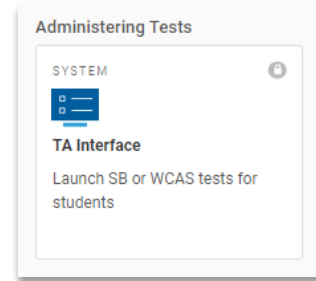 Administering Tests
SYSTEM
TA Interface
Launch SB or WCAS tests for
students